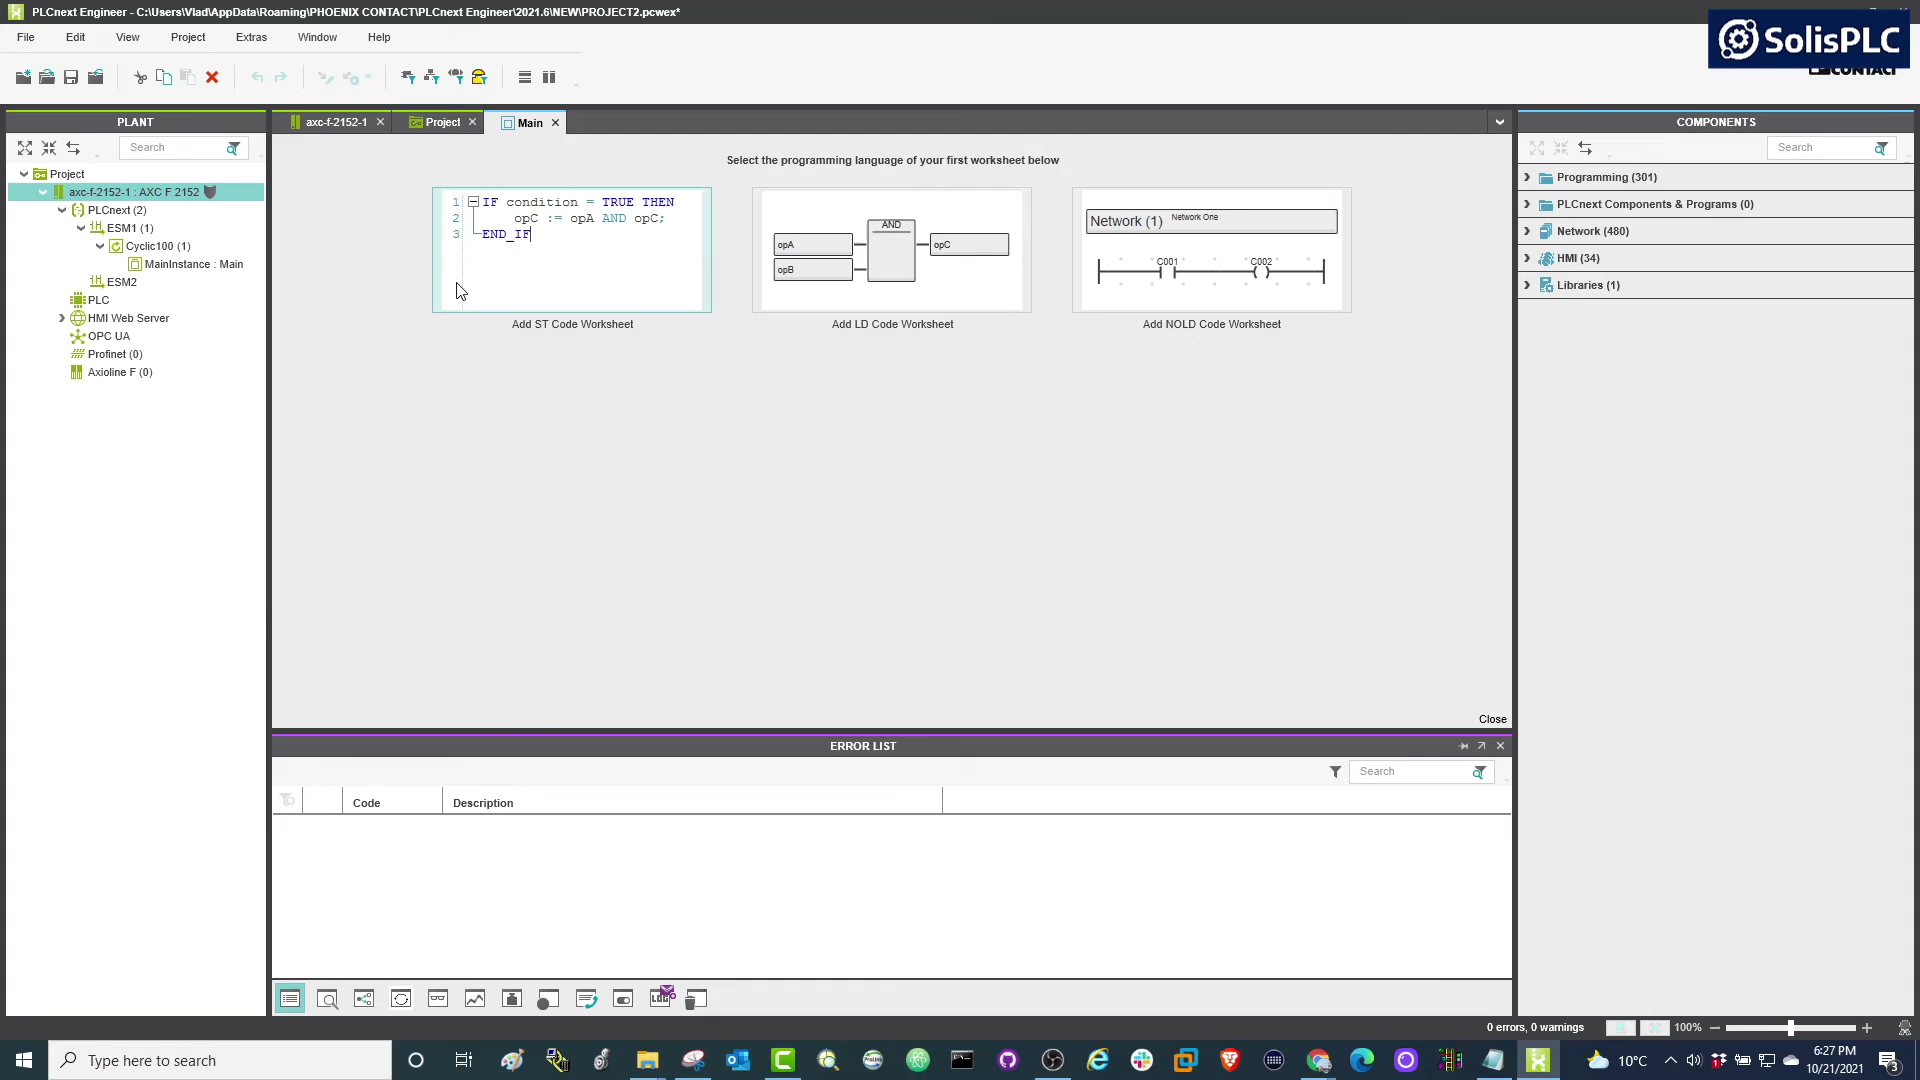 PLCnext Engineer - C:\Users\Vlad\AppData\Roaming\PHOENIX CONTACT\PLCnext Engineer\2021.6\NEW\PROJECT2.pcwex*
SolisPLC
File Edit View Project Extras Window Help
CONTACT
PLANT
Search
Project
axc-f-2152-1 : AXC F 2152
PLCnext (2)
ESM1 (1)
Cyclic100 (1)
MainInstance : Main
ESM2
PLC
HMI Web Server
OPC UA
Profinet (0)
Axioline F (0)
axc-f-2152-1 Project Main
Select the programming language of your first worksheet below
1 IF condition = TRUE THEN
2 opC := opA AND opC;
3 END_IF
Add ST Code Worksheet
AND
opA
opB
opC
Add LD Code Worksheet
Network (1) Network One
C001 C002
Add NOLD Code Worksheet
Close
COMPONENTS
Search
Programming (301)
PLCnext Components & Programs (0)
Network (480)
HMI (34)
Libraries (1)
ERROR LIST
Search
Code Description
LOG
0 errors, 0 warnings 100%
Type here to search
10°C
6:27 PM
10/21/2021
3